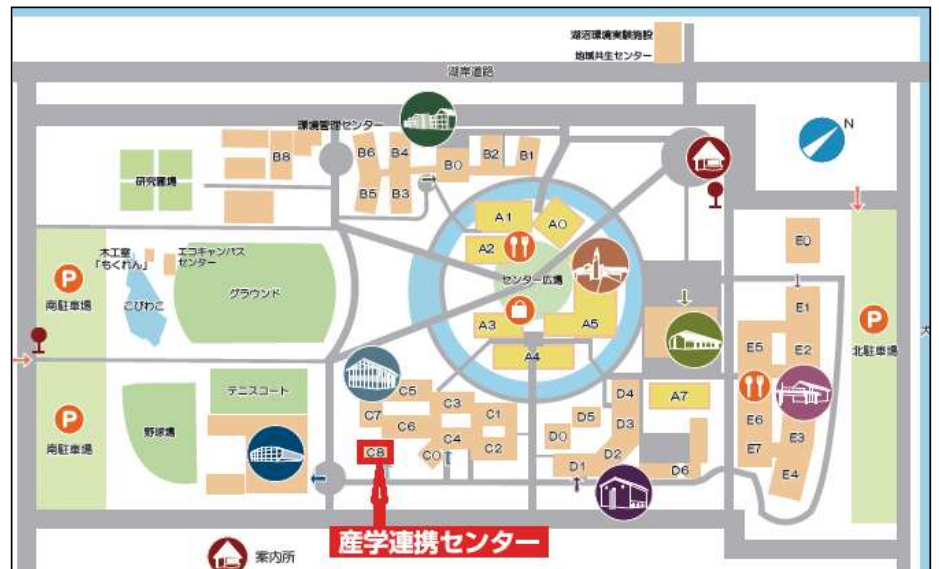 湖沼環境実験施設
地域共生センター
湖岸道路
環境管理センター
N
B8
B6
B4
B0
B2
B1
B5
B3
研究圃場
A1
A0
A2
E0
木工室
「もくれん」
エコキャンパス
センター
センター広場
P
南駐車場
こびわこ
グラウンド
E1
P
北駐車場
A3
A5
A4
E5
E2
テニスコート
C5
C7
C3
C1
C6
C4
C2
C8
C0
D4
A7
D5
D3
D0
D2
D1
D6
E6
E7
E3
E4
P
南駐車場
野球場
産学連携センター
案内所